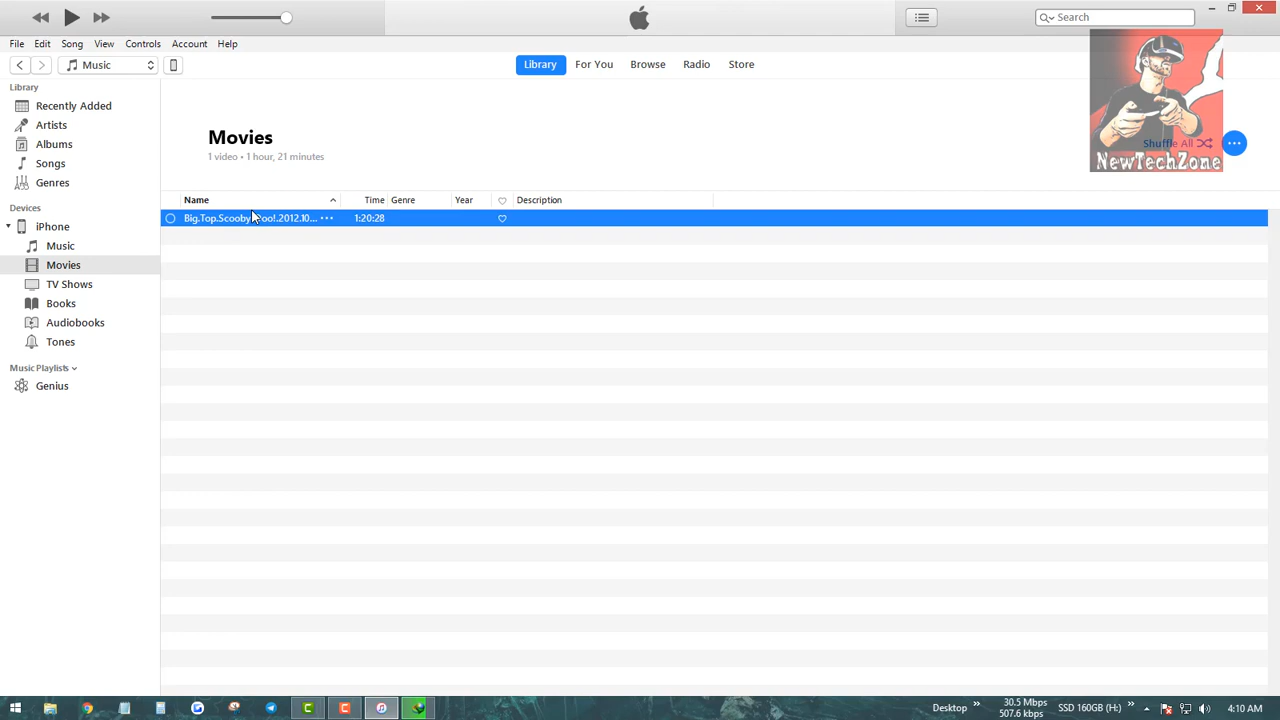 Search
File Edit Song View Controls Account Help
Music Library For You Browse Radio Store
Library
Recently Added
Artists
Albums
Songs
Genres
Devices
iPhone
Music
Movies
TV Shows
Books
Audiobooks
Tones
Music Playlists
Genius
Movies
1 video • 1 hour, 21 minutes
Shuffle All
NewTechZone
Name Time Genre Year Description
1:20:28
Desktop
30.5 Mbps
507.6 kbps
SSD 160GB (H:)
4:10 AM